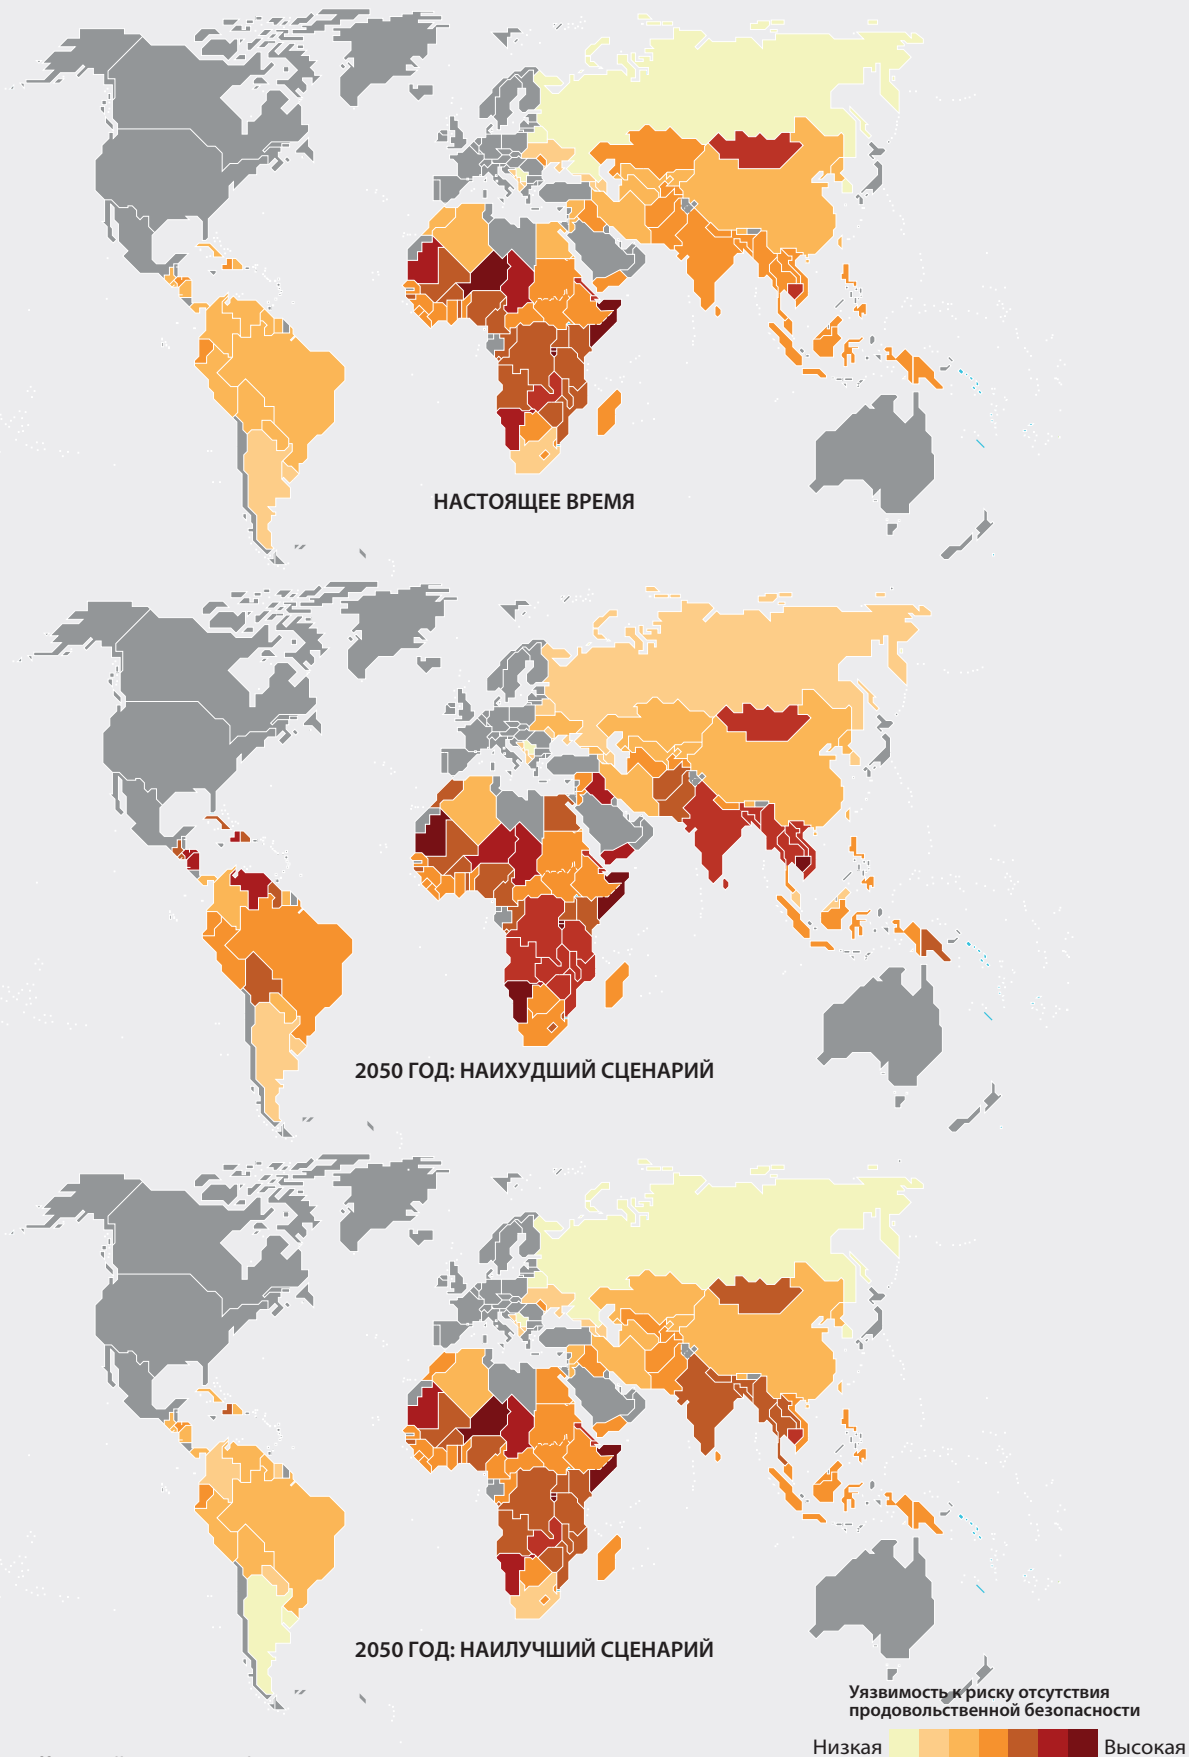 НАСТОЯЩЕЕ ВРЕМЯ
2050 ГОД: НАИХУДШИЙ СЦЕНАРИЙ
2050 ГОД: НАИЛУЧШИЙ СЦЕНАРИЙ
Уязвимость к риску отсутствия
продовольственной безопасности
Низкая Высокая